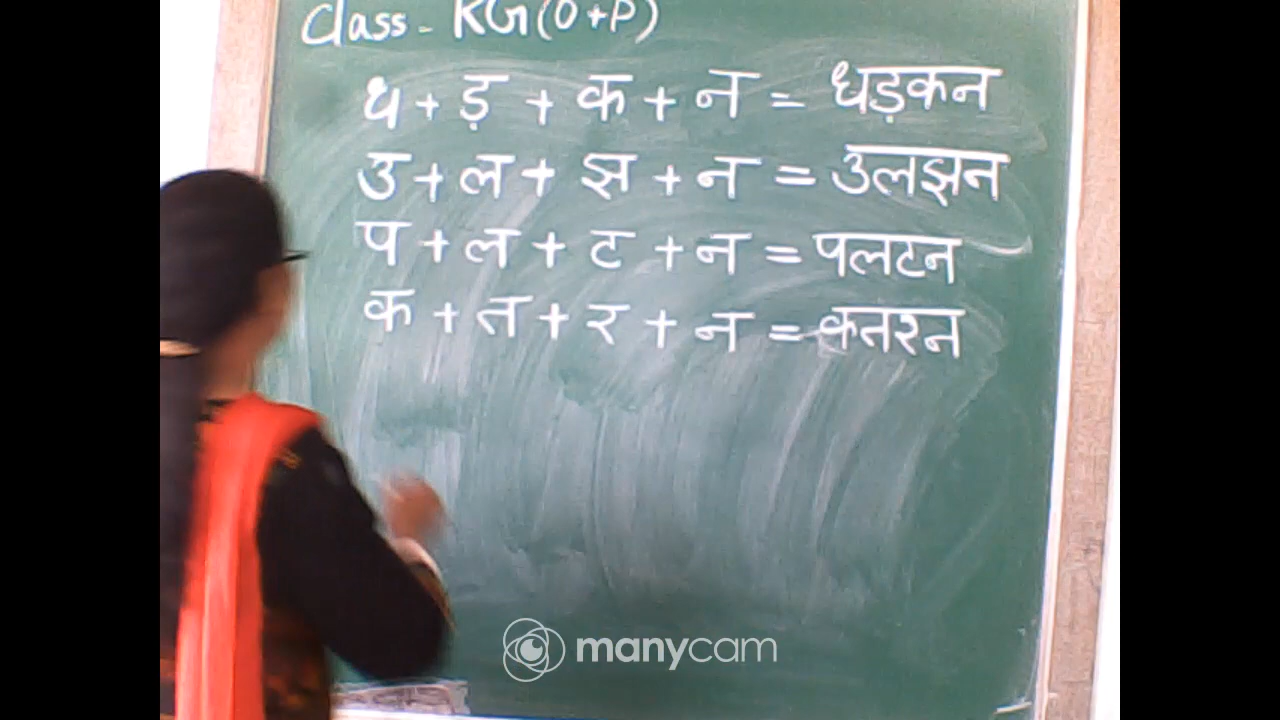 Class - KG(O+P)
ध + ड़ + क + न = धड़कन
उ + ल + झ + न = उलझन
प + ल + ट + न = पलटन
क + त + र + न = कतरन
manycam